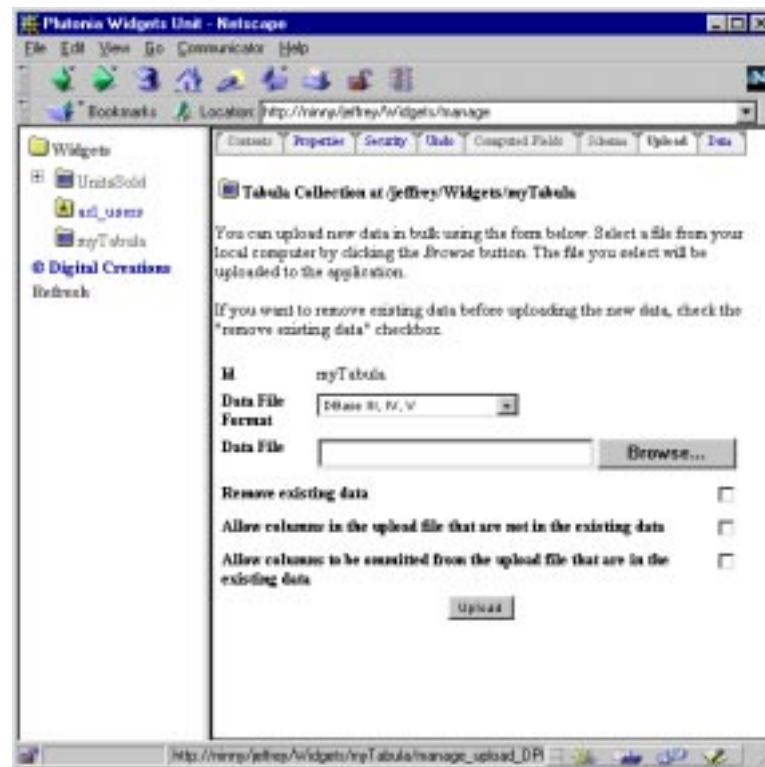 Plutonia Widgets Unit - Netscape
File Edit View Go Communicator Help
Bookmarks Location: http://ninny/jeffrey/Widgets/manage
Contents Properties Security Undo Computed Fields Schema Upload Data
Widgets
UnitsSold
acl_users
myTabula
© Digital Creations
Refresh
Tabula Collection at /jeffrey/Widgets/myTabula
You can upload new data in bulk using the form below. Select a file from your
local computer by clicking the Browse button. The file you select will be
uploaded to the application.
If you want to remove existing data before uploading the new data, check the
"remove existing data" checkbox.
Id myTabula
Data File
Format DBase III, IV, V
Data File Browse...
Remove existing data
Allow columns in the upload file that are not in the existing data
Allow columns to be ommitted from the upload file that are in the
existing data
Upload
http://ninny/jeffrey/Widgets/myTabula/manage_upload_DPl